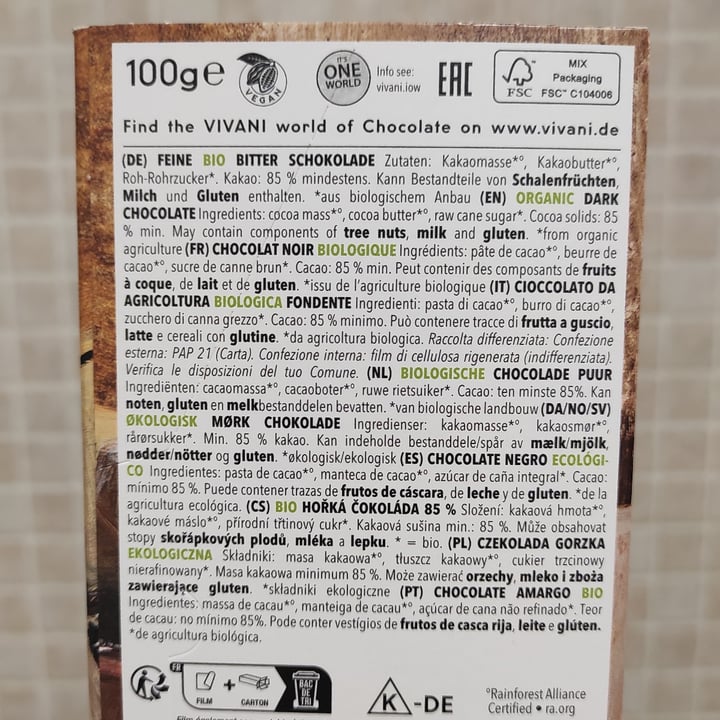 100g℮
VEGAN
IT'S
ONE
WORLD
Info see:
vivani.iow
EAC
FSC
MIX
Packaging
FSC™ C104006
Find the VIVANI world of Chocolate on www.vivani.de
(DE) FEINE BIO BITTER SCHOKOLADE Zutaten: Kakaomasse*°, Kakaobutter*°,
Roh-Rohrzucker*. Kakao: 85 % mindestens. Kann Bestandteile von Schalenfrüchten,
Milch und Gluten enthalten. *aus biologischem Anbau (EN) ORGANIC DARK
CHOCOLATE Ingredients: cocoa mass*°, cocoa butter*°, raw cane sugar*. Cocoa solids: 85
% min. May contain components of tree nuts, milk and gluten. *from organic
agriculture (FR) CHOCOLAT NOIR BIOLOGIQUE Ingrédients: pâte de cacao*°, beurre de
cacao*°, sucre de canne brun*. Cacao: 85 % min. Peut contenir des composants de fruits
à coque, de lait et de gluten. *issu de l'agriculture biologique (IT) CIOCCOLATO DA
AGRICOLTURA BIOLOGICA FONDENTE Ingredienti: pasta di cacao*°, burro di cacao*°,
zucchero di canna grezzo*. Cacao: 85 % minimo. Può contenere tracce di frutta a guscio,
latte e cereali con glutine. *da agricoltura biologica. Raccolta differenziata: Confezione
esterna: PAP 21 (Carta). Confezione interna: film di cellulosa rigenerata (indifferenziata).
Verifica le disposizioni del tuo Comune. (NL) BIOLOGISCHE CHOCOLADE PUUR
Ingrediënten: cacaomassa*°, cacaoboter*°, ruwe rietsuiker*. Cacao: ten minste 85%. Kan
noten, gluten en melkbestanddelen bevatten. *van biologische landbouw (DA/NO/SV)
ØKOLOGISK MØRK CHOKOLADE Ingredienser: kakaomasse*°, kakaosmør*°,
rårørsukker*. Min. 85 % kakao. Kan indeholde bestanddele/spår av mælk/mjölk,
nødder/nötter og gluten. *økologisk/ekologisk (ES) CHOCOLATE NEGRO ECOLÓGI-
CO Ingredientes: pasta de cacao*°, manteca de cacao*°, azúcar de caña integral*. Cacao:
mínimo 85 %. Puede contener trazas de frutos de cáscara, de leche y de gluten. *de la
agricultura ecológica. (CS) BIO HOŘKÁ ČOKOLÁDA 85 % Složení: kakaová hmota*°,
kakaové máslo*°, přírodní třtinový cukr*. Kakaová sušina min.: 85 %. Může obsahovat
stopy skořápkových plodů, mléka a lepku. * = bio. (PL) CZEKOLADA GORZKA
EKOLOGICZNA Składniki: masa kakaowa*°, tłuszcz kakaowy*°, cukier trzcinowy
nierafinowany*. Masa kakaowa minimum 85 %. Może zawierać orzechy, mleko i zboża
zawierające gluten. *składniki ekologiczne (PT) CHOCOLATE AMARGO BIO
Ingredientes: massa de cacau*°, manteiga de cacau*°, açúcar de cana não refinado*. Teor
de cacau: no mínimo 85%. Pode conter vestígios de frutos de casca rija, leite e glúten.
*de agricultura biológica.
FR
FILM
+
CARTON
BAC
DE
TRI
K-DE
°Rainforest Alliance
Certified • ra.org